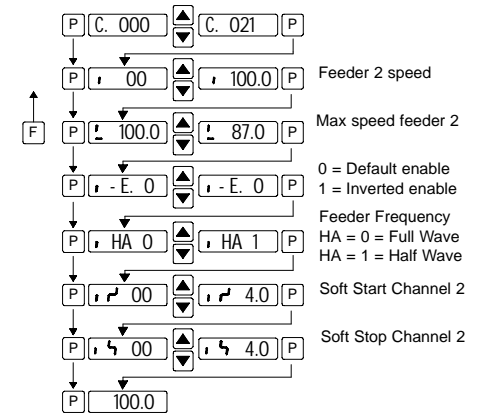 P C. 000 ▲▼ C. 021 P
P ı 00 ▲▼ ı 100.0 P Feeder 2 speed
F P 100.0 ▲▼ 87.0 P Max speed feeder 2
P ı - E. 0 ▲▼ ı - E. 0 P 0 = Default enable
1 = Inverted enable
Feeder Frequency
P ı HA 0 ▲▼ ı HA 1 P HA = 0 = Full Wave
HA = 1 = Half Wave
P ı 00 ▲▼ ı 4.0 P Soft Start Channel 2
P ı 00 ▲▼ ı 4.0 P Soft Stop Channel 2
P 100.0